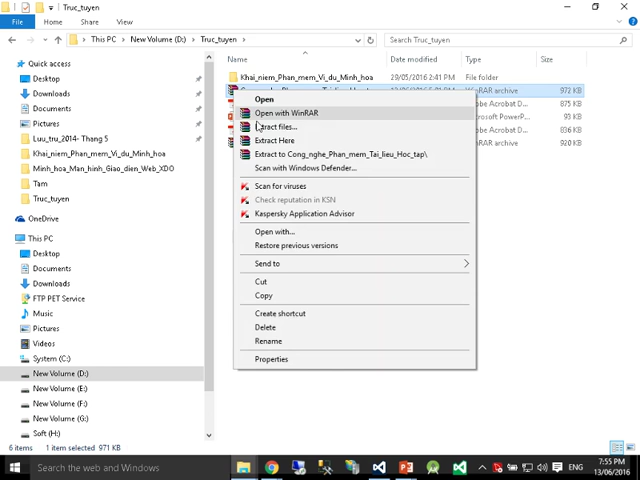 Truc_tuyen
File
Home
Share
View
This PC
New Volume (D:)
Truc_tuyen
Search Truc_tuyen
Name
Date modified
Type
Size
Quick access
Desktop
Downloads
Documents
Pictures
Luu_tru_2014- Thang 5
Khai_niem_Phan_mem_Vi_du_Minh_hoa
Minh_hoa_Man_hinh_Giao_dien_Web_XDO
Tam
Truc_tuyen
OneDrive
This PC
Desktop
Documents
Downloads
FTP PET Service
Music
Pictures
Videos
System (C:)
New Volume (D:)
New Volume (E:)
New Volume (F:)
New Volume (G:)
Soft (H:)
Khai_niem_Phan_mem_Vi_du_Minh_hoa 29/05/2016 2:41 PM File folder
archive 972 KB
Adobe Acrobat D... 875 KB
Microsoft PowerP... 93 KB
Adobe Acrobat D... 634 KB
WinRAR archive 920 KB
Open
Open with WinRAR
files...
Extract Here
Extract to Cong_nghe_Phan_mem_Tai_lieu_Hoc_tap\
Scan with Windows Defender...
Scan for viruses
Check reputation in KSN
Kaspersky Application Advisor
Open with...
Restore previous versions
Send to
Cut
Copy
Create shortcut
Delete
Rename
Properties
6 items 1 item selected 971 KB
Search the web and Windows
ENG
7:55 PM
13/06/2016